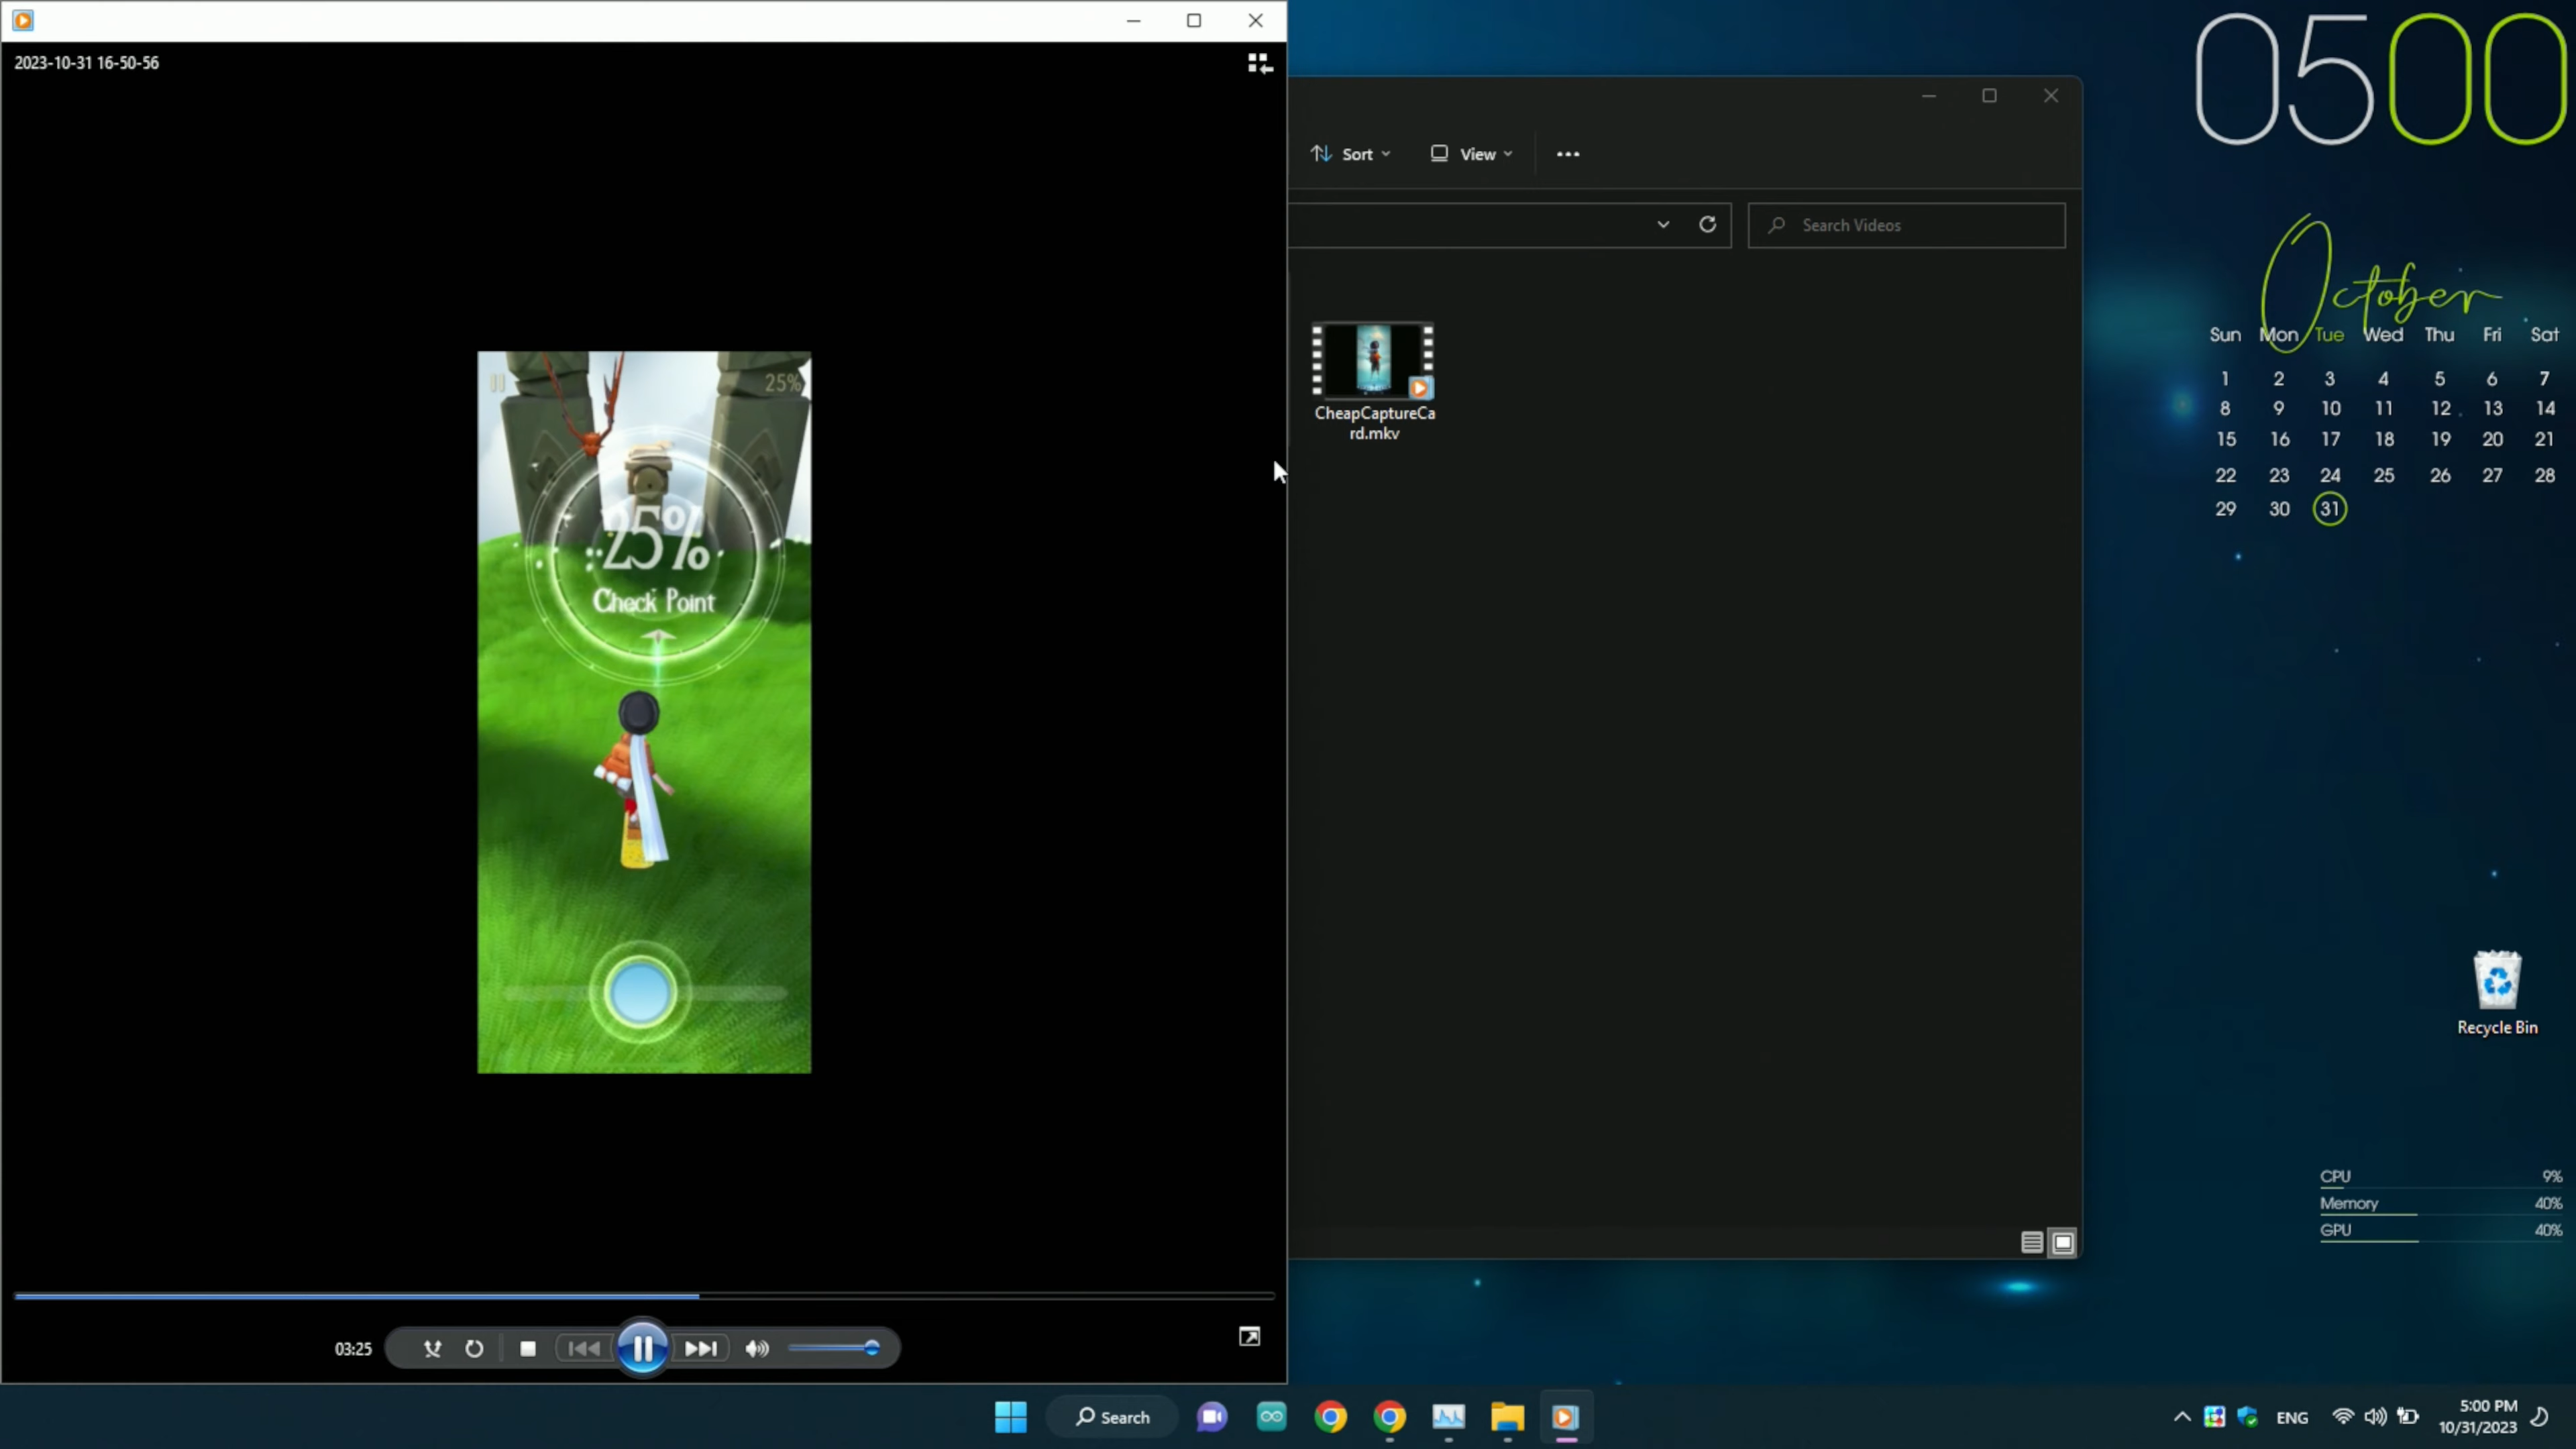 2023-10-31 16-50-56
25%
25%
Check Point
03:25
Sort
View
Search Videos
CheapCaptureCa
rd.mkv
0500
October
Sun Mon Tue Wed Thu Fri Sat
1 2 3 4 5 6 7
8 9 10 11 12 13 14
15 16 17 18 19 20 21
22 23 24 25 26 27 28
29 30 31
Recycle Bin
CPU 9%
Memory 40%
GPU 40%
Search
ENG
5:00 PM
10/31/2023